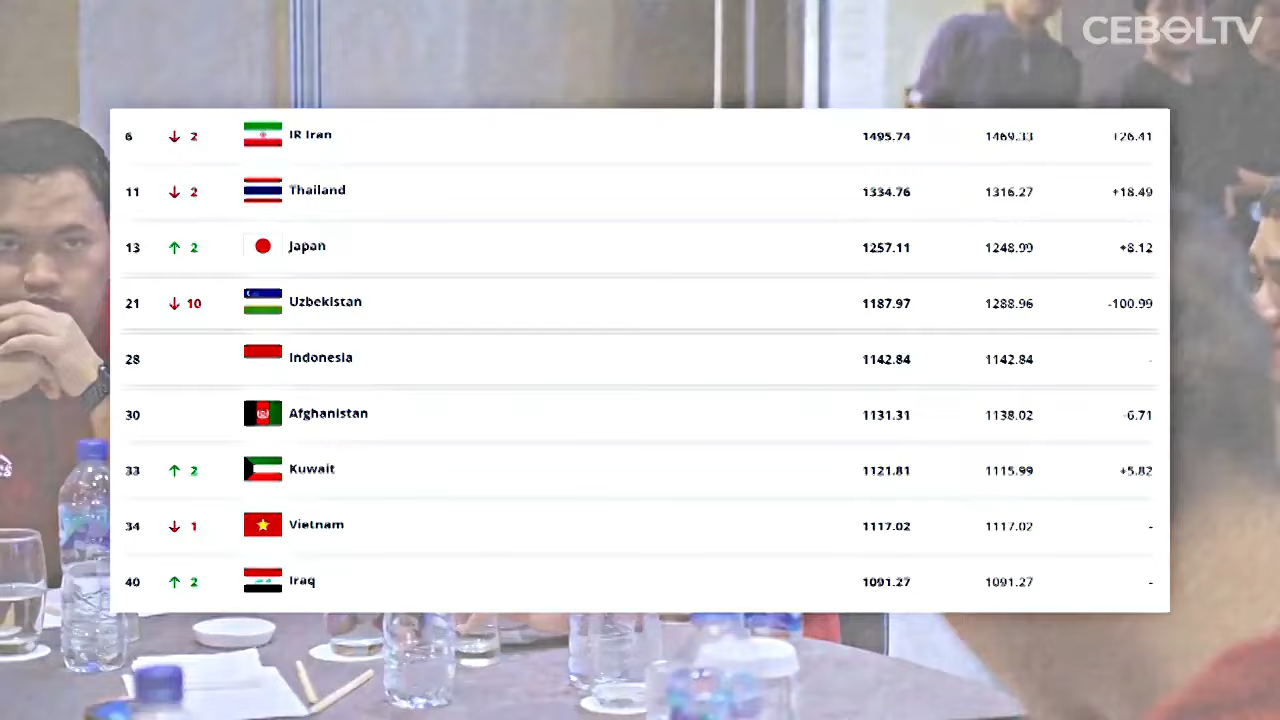 CEBOLTV
6 ↓ 2 IR Iran 1495.74 1469.33 +26.41
11 ↓ 2 Thailand 1334.76 1316.27 +18.49
13 ↑ 2 Japan 1257.11 1248.99 +8.12
21 ↓ 10 Uzbekistan 1187.97 1288.96 -100.99
28 Indonesia 1142.84 1142.84 -
30 Afghanistan 1131.31 1138.02 -6.71
33 ↑ 2 Kuwait 1121.81 1115.99 +5.82
34 ↓ 1 Vietnam 1117.02 1117.02 -
40 ↑ 2 Iraq 1091.27 1091.27 -